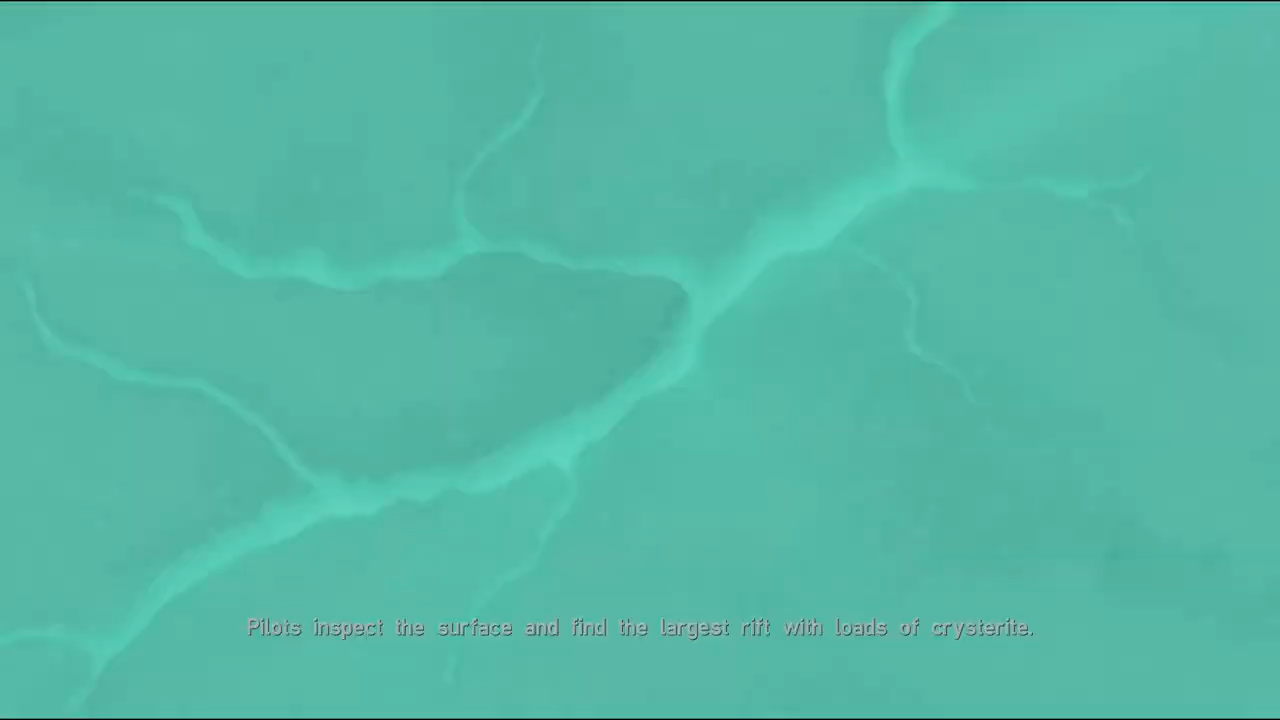 Pilots inspect the surface and find the largest rift with loads of crysterite.